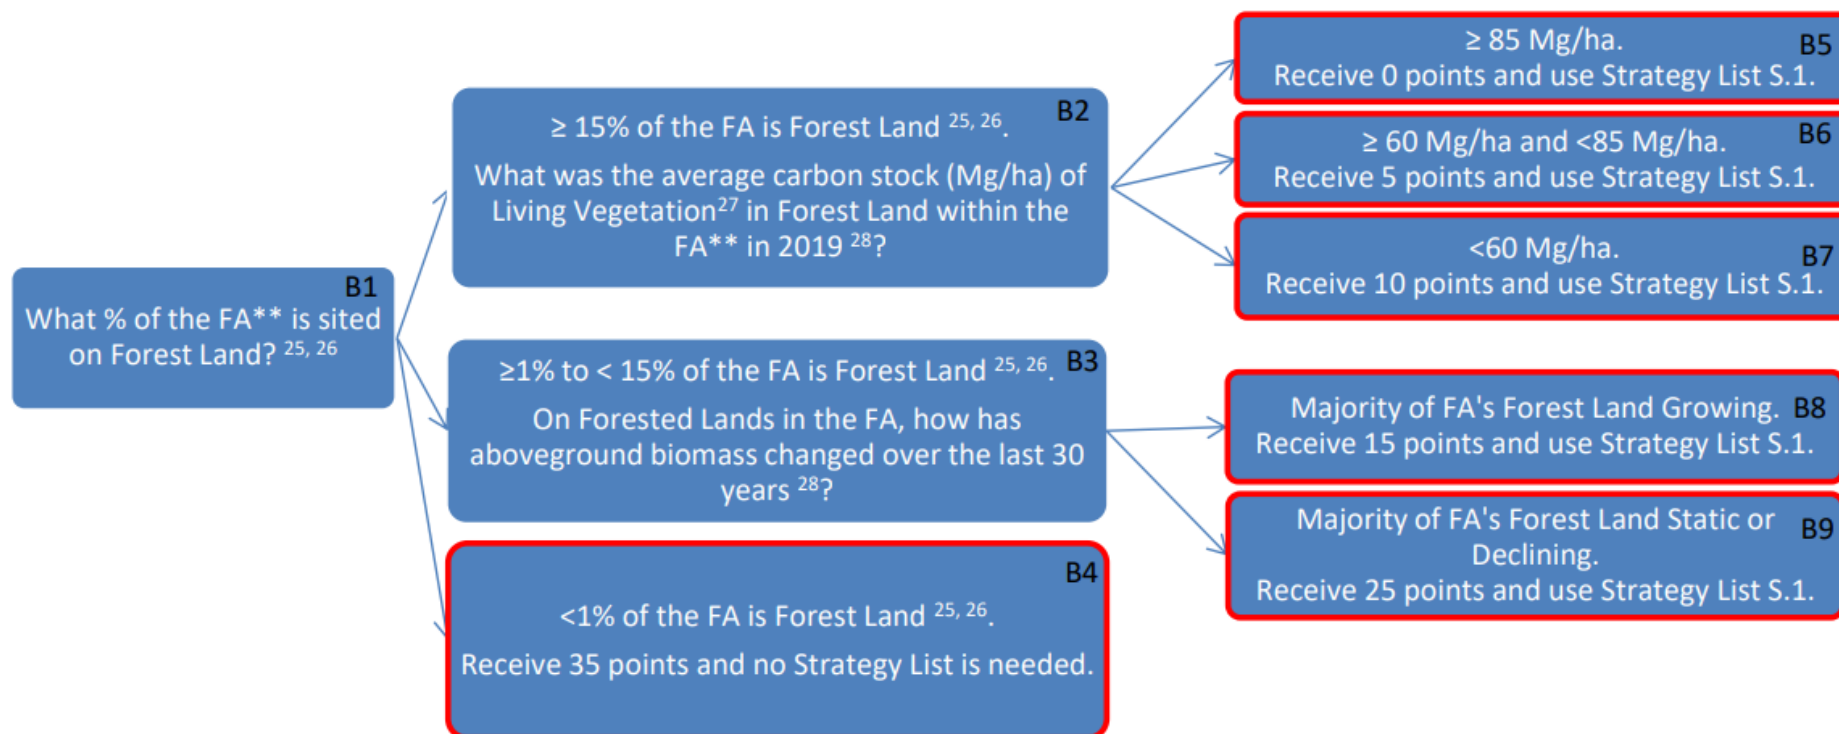 B1
What % of the FA** is sited
on Forest Land? 25, 26
B2
≥ 15% of the FA is Forest Land 25, 26.
What was the average carbon stock (Mg/ha) of
Living Vegetation27 in Forest Land within the
FA** in 2019 28?
B3
≥1% to < 15% of the FA is Forest Land 25, 26.
On Forested Lands in the FA, how has
aboveground biomass changed over the last 30
years 28?
B4
<1% of the FA is Forest Land 25, 26.
Receive 35 points and no Strategy List is needed.
B5
≥ 85 Mg/ha.
Receive 0 points and use Strategy List S.1.
B6
≥ 60 Mg/ha and <85 Mg/ha.
Receive 5 points and use Strategy List S.1.
B7
<60 Mg/ha.
Receive 10 points and use Strategy List S.1.
B8
Majority of FA's Forest Land Growing.
Receive 15 points and use Strategy List S.1.
B9
Majority of FA's Forest Land Static or
Declining.
Receive 25 points and use Strategy List S.1.